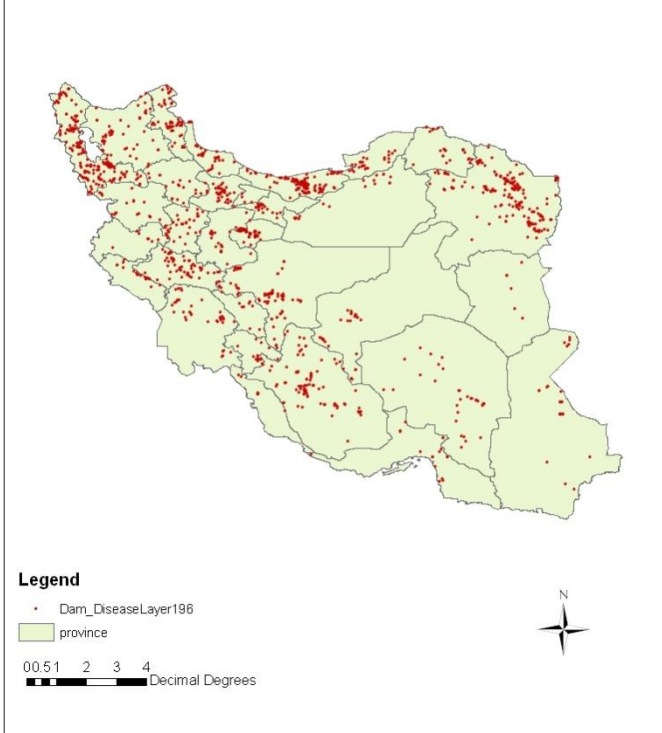 Legend
Dam_DiseaseLayer196
province
N
00.51 2 3 4
Decimal Degrees